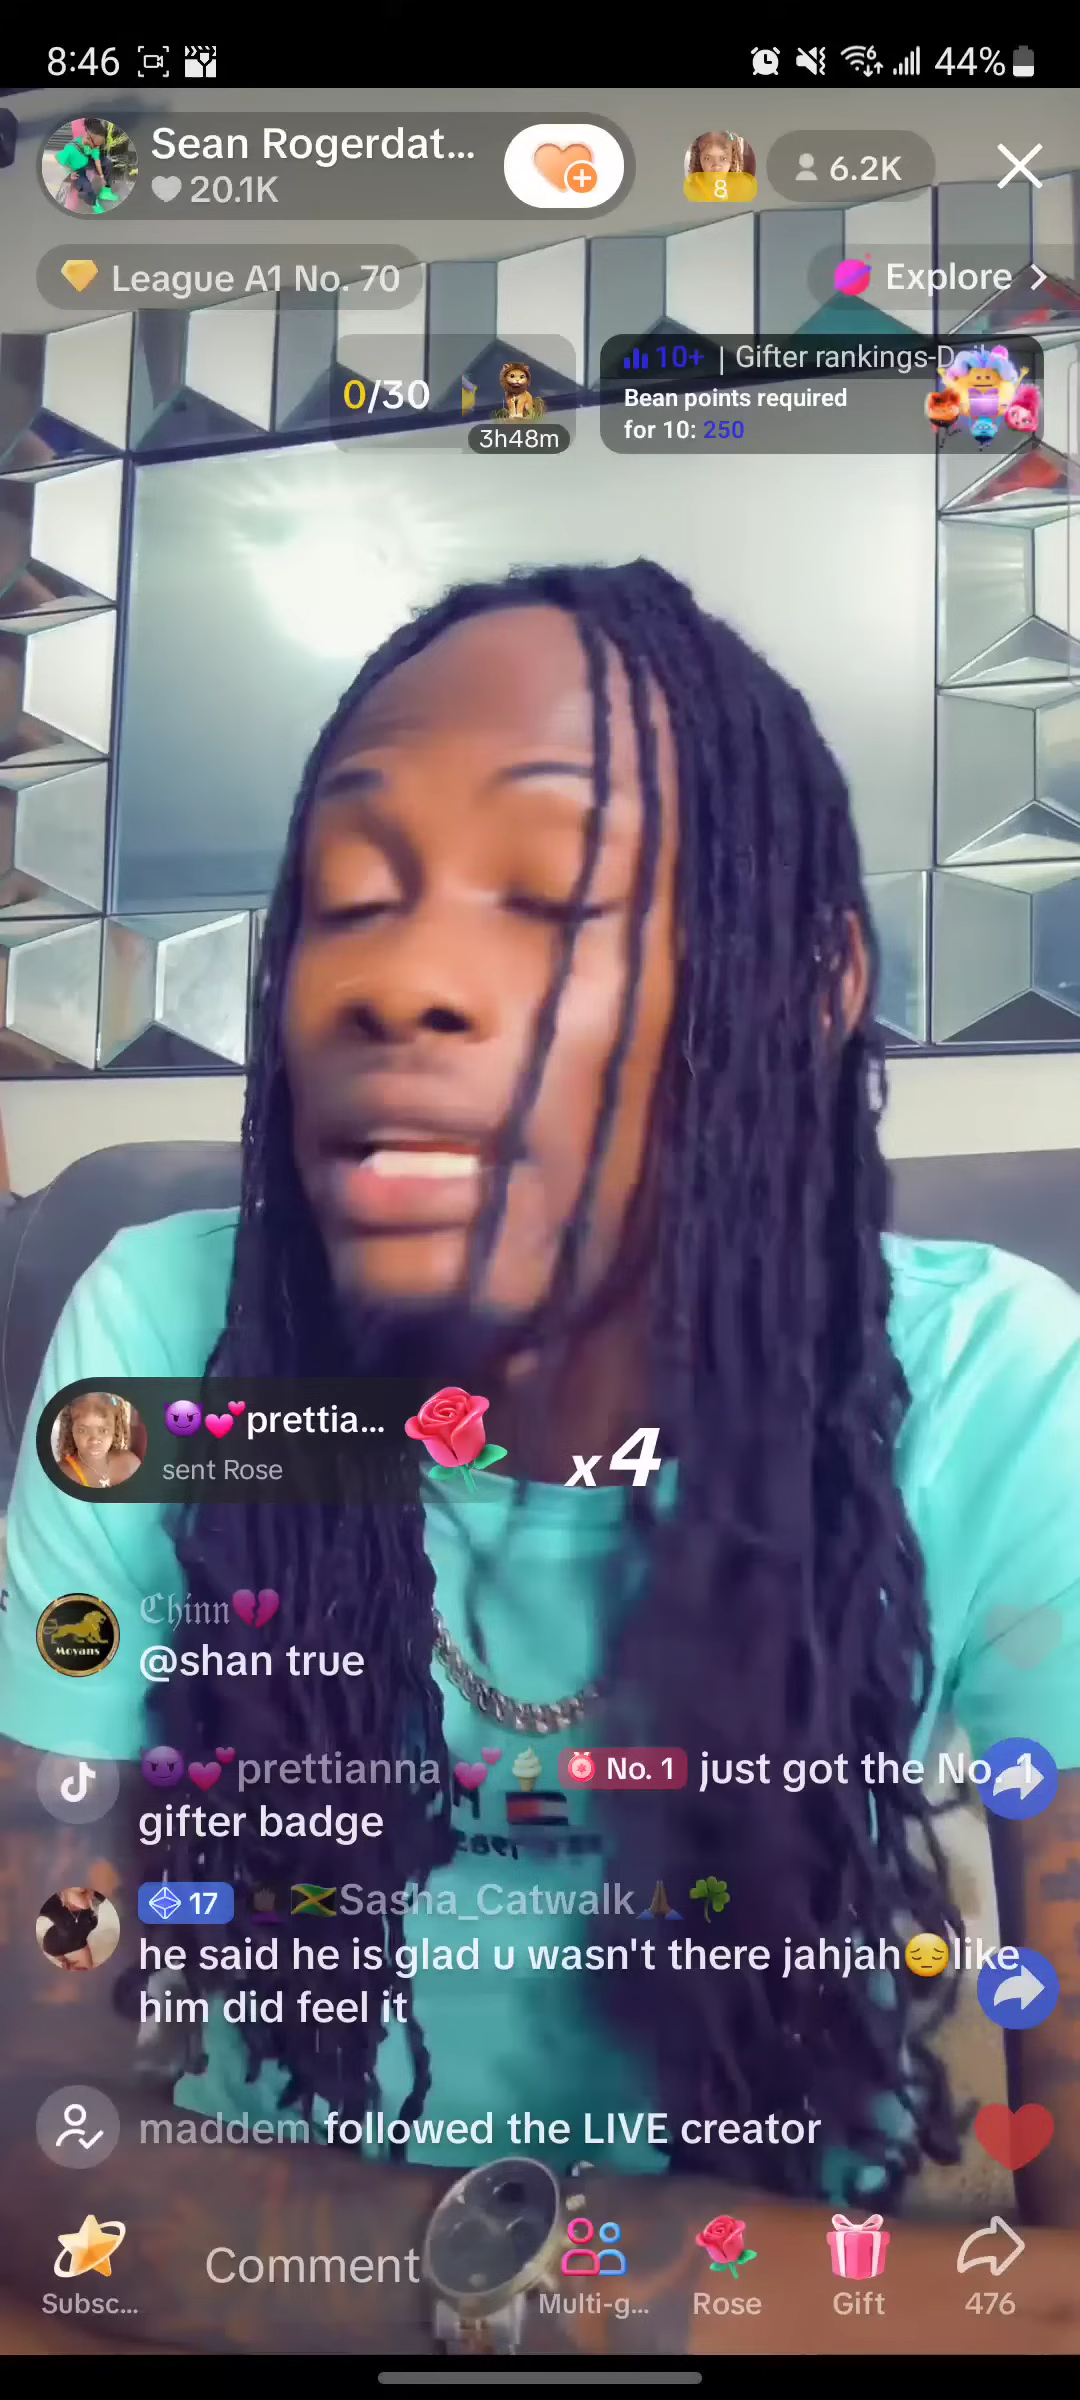 8:46
44%
Sean Rogerdat...
20.1K
8
6.2K
League A1 No. 70
Explore
0/30
3h48m
10+ | Gifter rankings-Daily
Bean points required
for 10: 250
prettia...
sent Rose
x4
Moyans
ℭ𝔥𝔦𝔫𝔫💔
@shan true
😈💕prettianna 💕🍦 No. 1 just got the No. 1
gifter badge
17 🇯🇲Sasha_Catwalk🙏🏾☘️
he said he is glad u wasn't there jahjah😔like
him did feel it
maddem followed the LIVE creator
Comment
Subsc...
Multi-g...
Rose
Gift
476